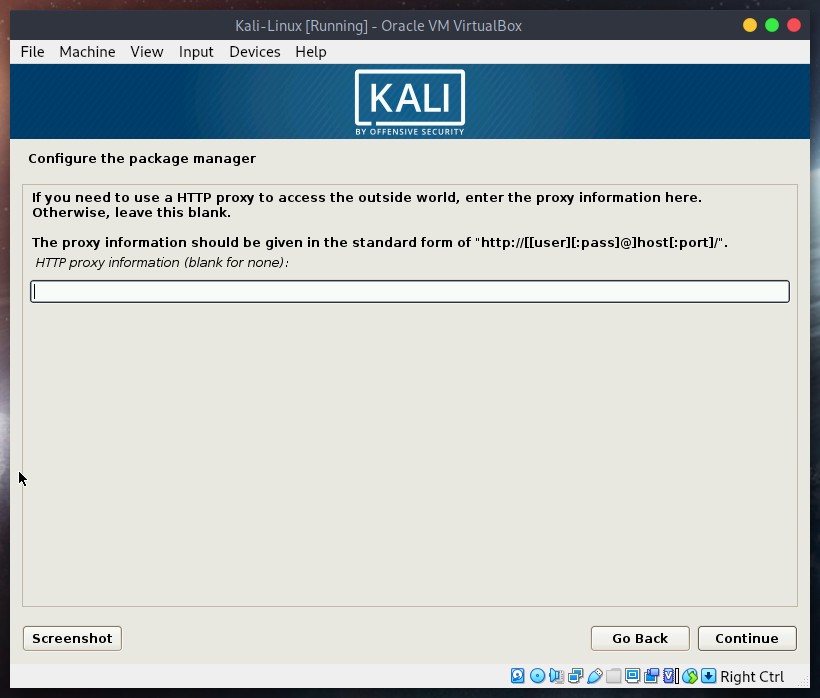 Kali-Linux [Running] - Oracle VM VirtualBox
File Machine View Input Devices Help
KALI
BY OFFENSIVE SECURITY
Configure the package manager
If you need to use a HTTP proxy to access the outside world, enter the proxy information here.
Otherwise, leave this blank.
The proxy information should be given in the standard form of "http://[[user][:pass]@]host[:port]/".
HTTP proxy information (blank for none):
Screenshot Go Back Continue
Right Ctrl